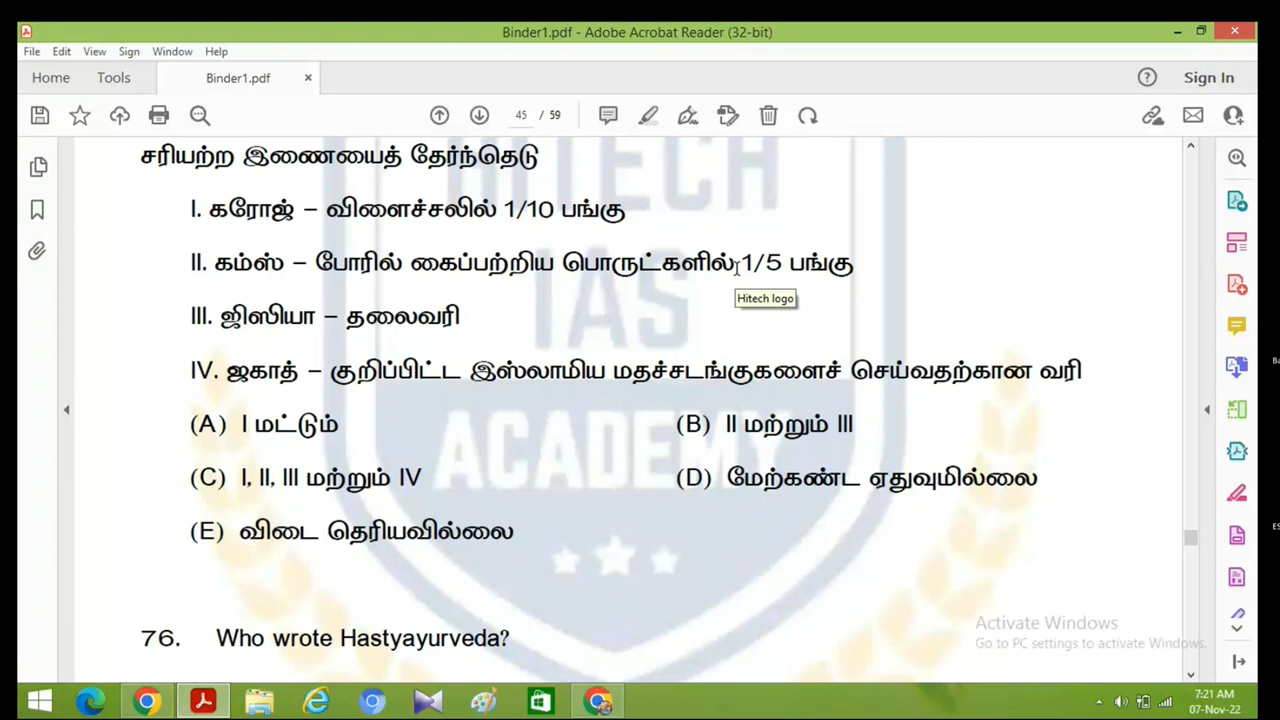 Binder1.pdf - Adobe Acrobat Reader (32-bit)
File Edit View Sign Window Help
Home Tools Binder1.pdf × Sign In
45 / 59
HITECH
IAS
ACADEMY
சரியற்ற இணையைத் தேர்ந்தெடு
I. கரோஜ் – விளைச்சலில் 1/10 பங்கு
II. கம்ஸ் – போரில் கைப்பற்றிய பொருட்களில் 1/5 பங்கு
Hitech logo
III. ஜிஸியா – தலைவரி
IV. ஜகாத் – குறிப்பிட்ட இஸ்லாமிய மதச்சடங்குகளைச் செய்வதற்கான வரி
(A) I மட்டும் (B) II மற்றும் III
(C) I, II, III மற்றும் IV (D) மேற்கண்ட ஏதுவுமில்லை
(E) விடை தெரியவில்லை
76. Who wrote Hastyayurveda?
Activate Windows
Go to PC settings to activate Windows.
7:21 AM
07-Nov-22